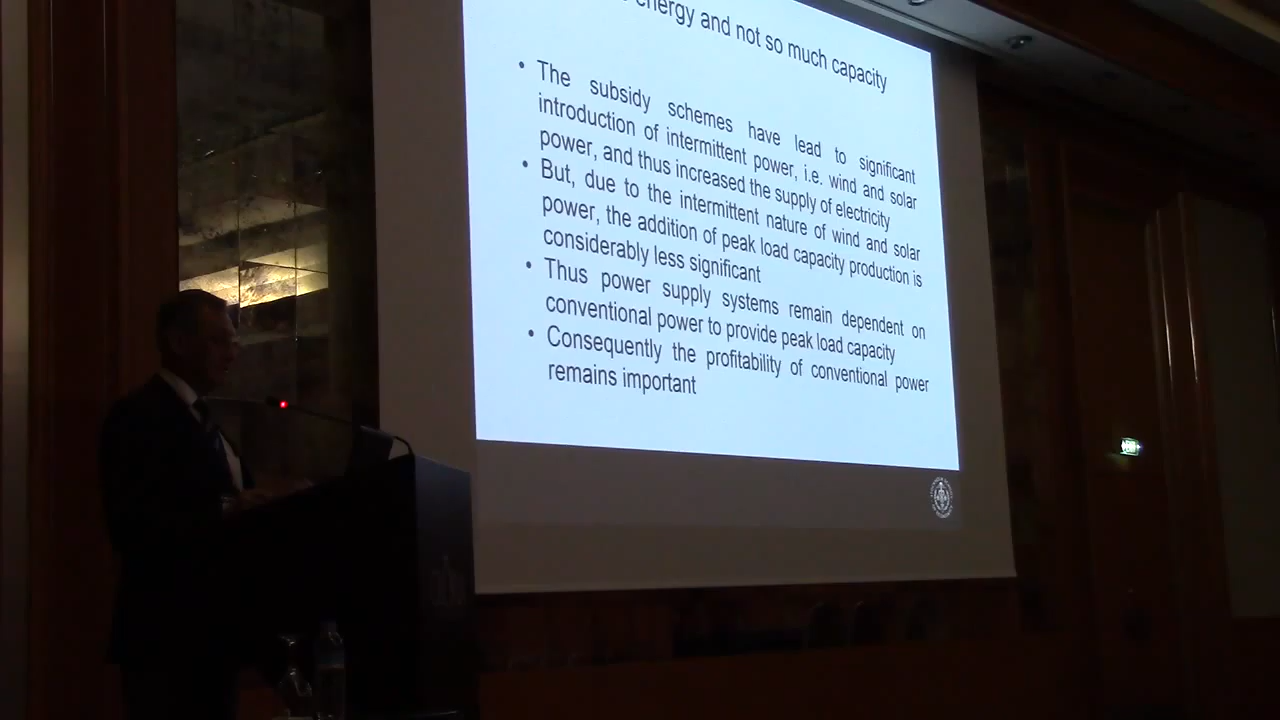 energy and not so much capacity
• The subsidy schemes have lead to significant
introduction of intermittent power, i.e. wind and solar
power, and thus increased the supply of electricity
• But, due to the intermittent nature of wind and solar
power, the addition of peak load capacity production is
considerably less significant
• Thus power supply systems remain dependent on
conventional power to provide peak load capacity
• Consequently the profitability of conventional power
remains important